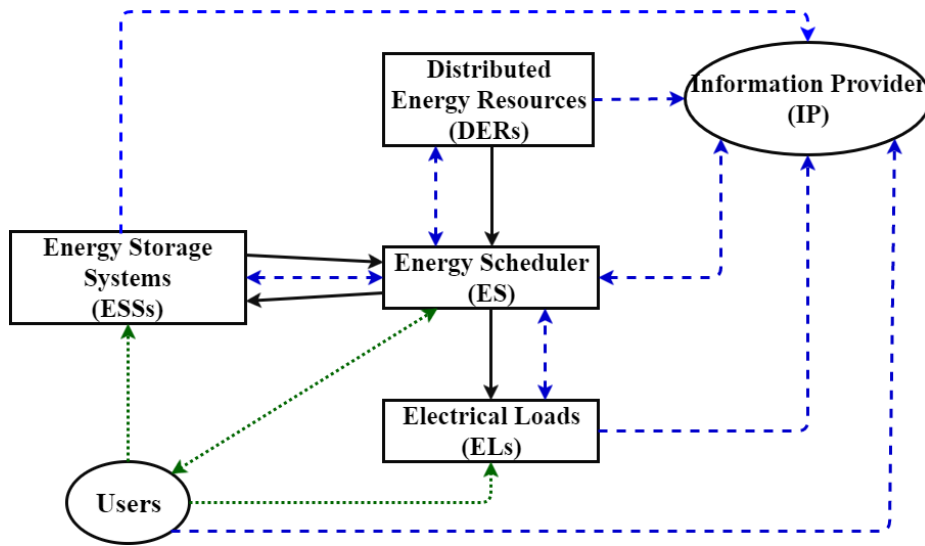 Distributed
Energy Resources
(DERs)
Information Provider
(IP)
Energy Storage
Systems
(ESSs)
Energy Scheduler
(ES)
Electrical Loads
(ELs)
Users